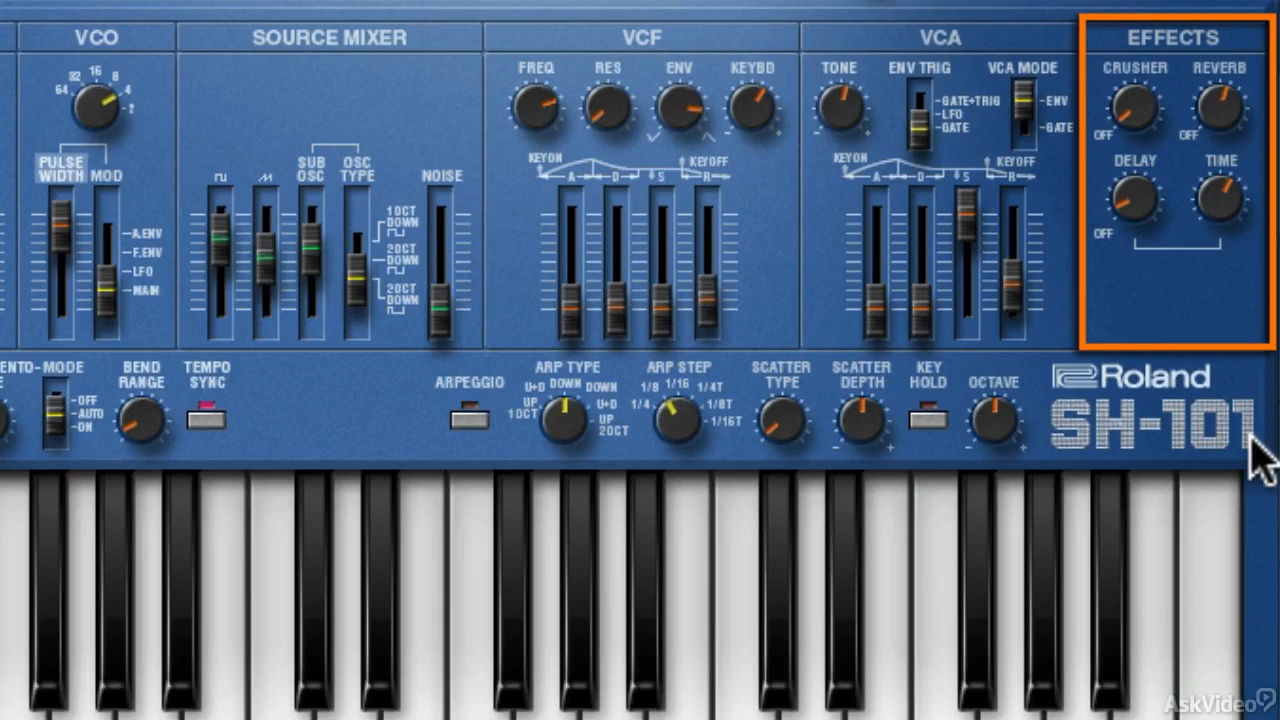 VCO
SOURCE MIXER
VCF
VCA
EFFECTS
64 32 16 8 4 2
PULSE
WIDTH
MOD
A.ENV
F.ENV
LFO
MAN
SUB
OSC
OSC
TYPE
NOISE
1OCT
DOWN
2OCT
DOWN
2OCT
DOWN
FREQ
RES
ENV
KEYBD
KEYON
KEYOFF
A D S R
TONE
ENV TRIG
GATE+TRIG
LFO
GATE
VCA MODE
ENV
GATE
KEYON
KEYOFF
A D S R
CRUSHER
REVERB
OFF
OFF
DELAY
TIME
OFF
ENTO-MODE
E
OFF
AUTO
ON
BEND
RANGE
TEMPO
SYNC
ARPEGGIO
ARP TYPE
U+D DOWN DOWN
UP
1OCT
U+D
UP
2OCT
ARP STEP
1/4 1/8 1/16 1/4T
1/8T
1/16T
SCATTER
TYPE
SCATTER
DEPTH
KEY
HOLD
OCTAVE
Roland
SH-101
AskVideo